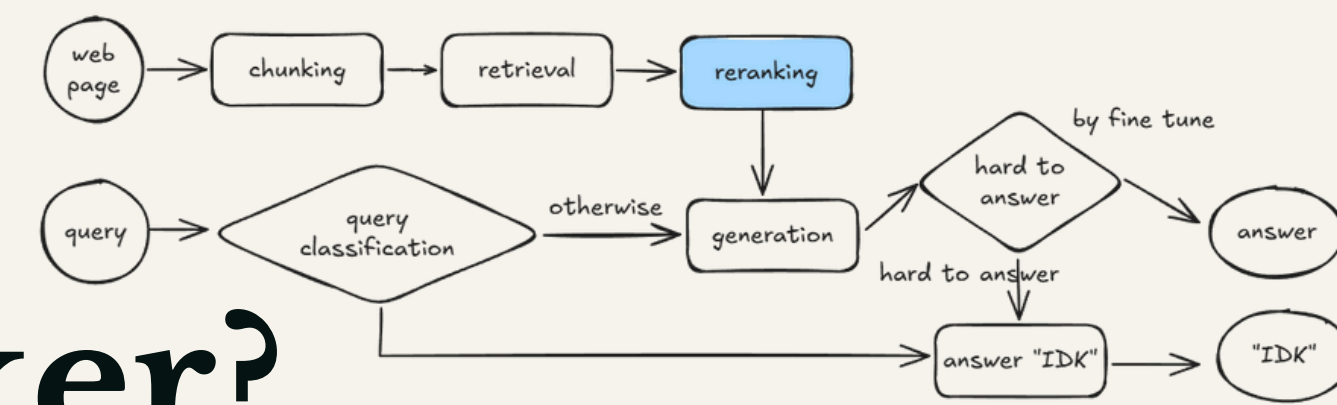 web
page
chunking
retrieval
reranking
by fine tune
hard to
answer
query
query
classification
otherwise
generation
answer
hard to answer
answer "IDK"
"IDK"
ker?